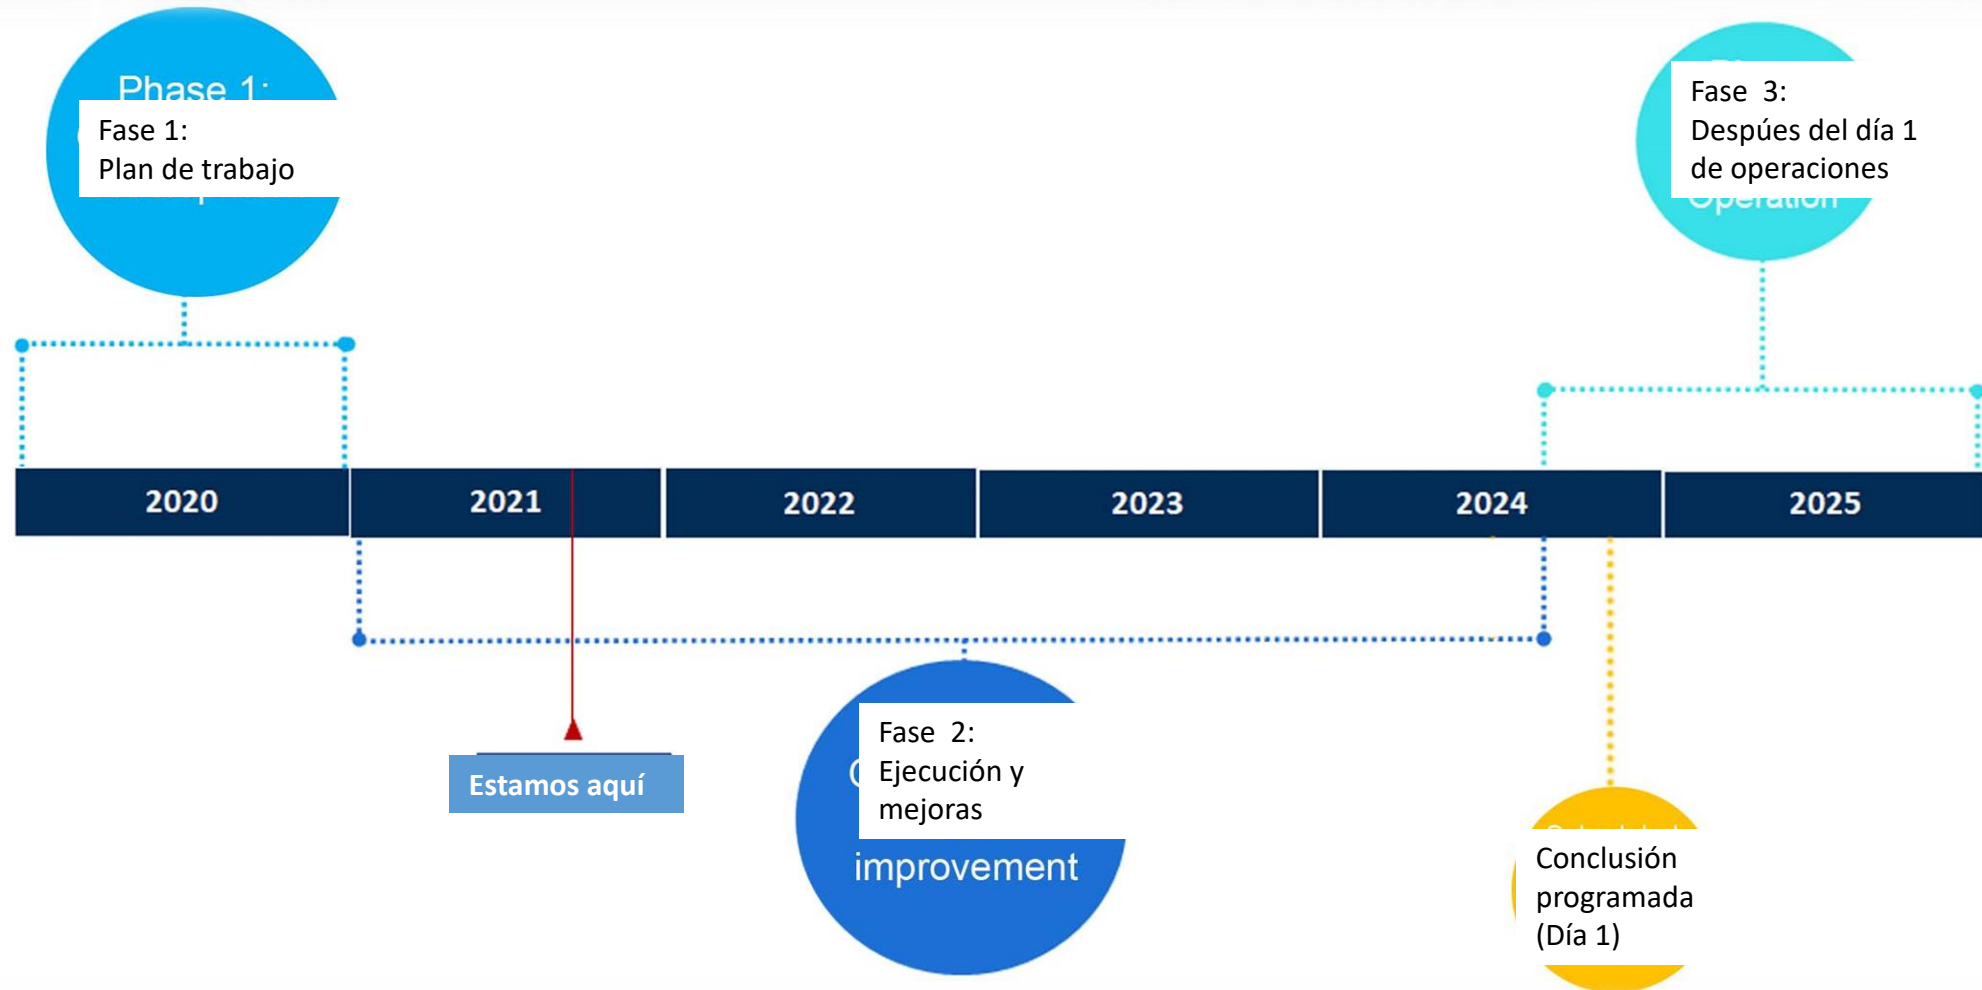 Phase 1:
Fase 1:
Plan de trabajo
Fase 3:
Despúes del día 1
de operaciones
Operation
2020
2021
2022
2023
2024
2025
Estamos aquí
Fase 2:
Ejecución y
mejoras
improvement
Conclusión
programada
(Día 1)